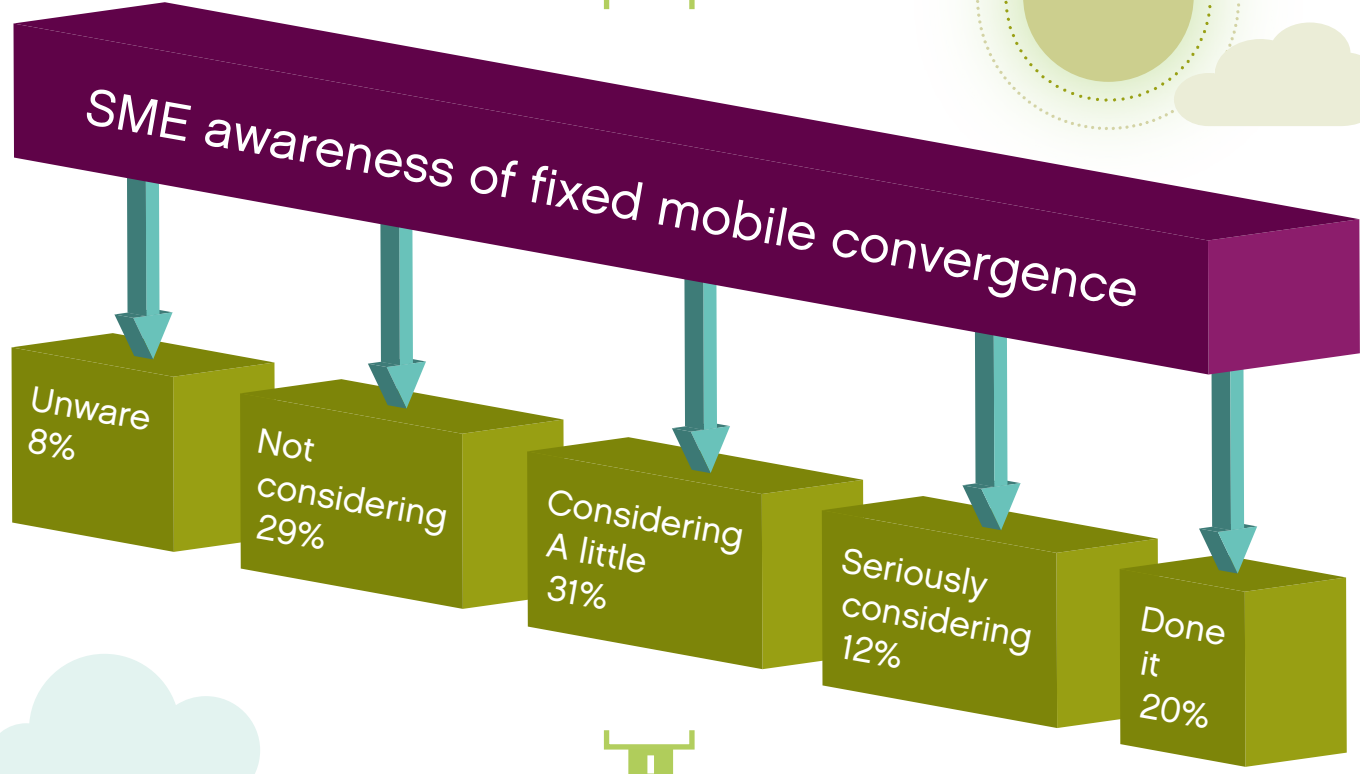 SME awareness of fixed mobile convergence
Unware
8%
Not
considering
29%
Considering
A little
31%
Seriously
considering
12%
Done
it
20%